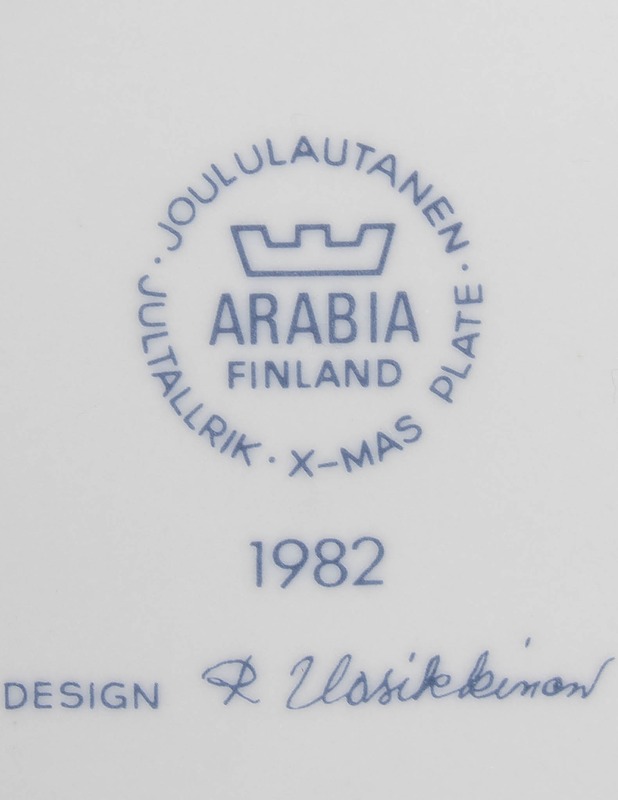 JOULULAUTANEN ·
JULTALLRIK · X–MAS PLATE ·
ARABIA
FINLAND
1982
DESIGN R Uosikkinen